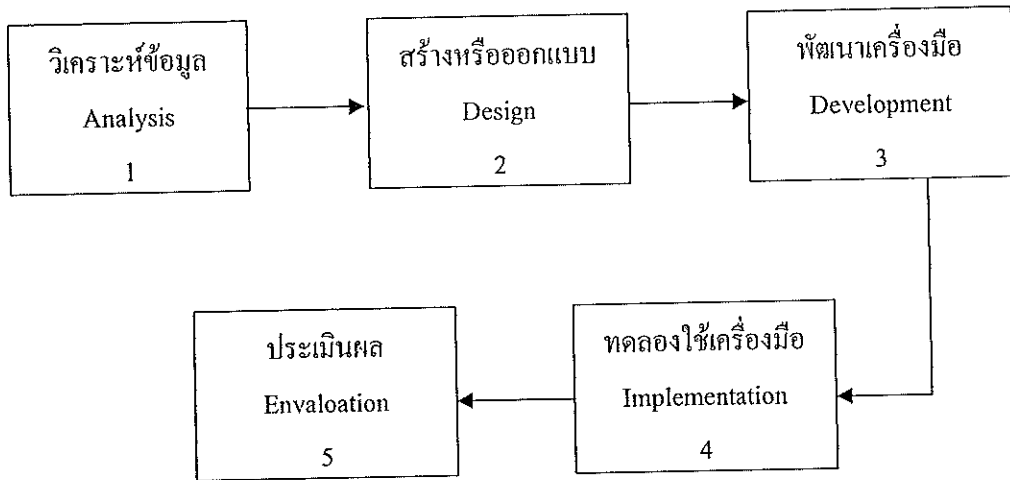 วิเคราะห์ข้อมูล
Analysis
1
สร้างหรือออกแบบ
Design
2
พัฒนาเครื่องมือ
Development
3
ทดลองใช้เครื่องมือ
Implementation
4
ประเมินผล
Envaloation
5